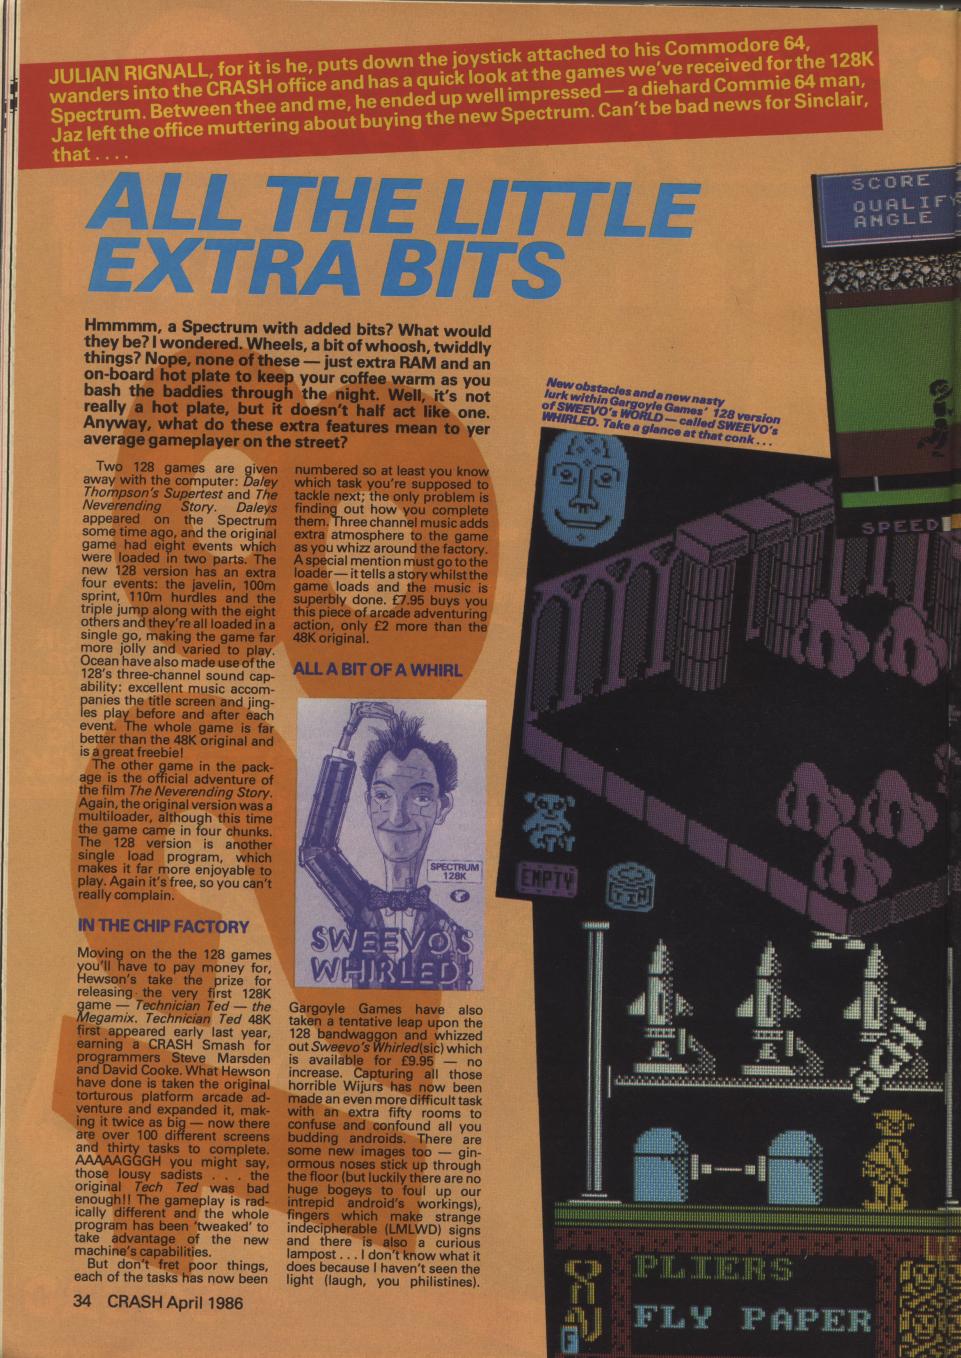 JULIAN RIGNALL, for it is he, puts down the joystick attached to his Commodore 64,
wanders into the CRASH office and has a quick look at the games we've received for the 128K
Spectrum. Between thee and me, he ended up well impressed — a diehard Commie 64 man,
Jaz left the office muttering about buying the new Spectrum. Can't be bad news for Sinclair,
that . . . .
ALL THE LITTLE
EXTRA BITS
Hmmmm, a Spectrum with added bits? What would
they be? I wondered. Wheels, a bit of whoosh, twiddly
things? Nope, none of these — just extra RAM and an
on-board hot plate to keep your coffee warm as you
bash the baddies through the night. Well, it's not
really a hot plate, but it doesn't half act like one.
Anyway, what do these extra features mean to yer
average gameplayer on the street?
Two 128 games are given
away with the computer: Daley
Thompson's Supertest and The
Neverending Story. Daleys
appeared on the Spectrum
some time ago, and the original
game had eight events which
were loaded in two parts. The
new 128 version has an extra
four events: the javelin, 100m
sprint, 110m hurdles and the
triple jump along with the eight
others and they're all loaded in a
single go, making the game far
more jolly and varied to play.
Ocean have also made use of the
128's three-channel sound cap-
ability: excellent music accom-
panies the title screen and jing-
les play before and after each
event. The whole game is far
better than the 48K original and
is a great freebie!
The other game in the pack-
age is the official adventure of
the film The Neverending Story.
Again, the original version was a
multiloader, although this time
the game came in four chunks.
The 128 version is another
single load program, which
makes it far more enjoyable to
play. Again it's free, so you can't
really complain.
IN THE CHIP FACTORY
Moving on the the 128 games
you'll have to pay money for,
Hewson's take the prize for
releasing the very first 128K
game — Technician Ted — the
Megamix. Technician Ted 48K
first appeared early last year,
earning a CRASH Smash for
programmers Steve Marsden
and David Cooke. What Hewson
have done is taken the original
torturous platform arcade ad-
venture and expanded it, mak-
ing it twice as big — now there
are over 100 different screens
and thirty tasks to complete.
AAAAAGGGH you might say,
those lousy sadists . . . the
original Tech Ted was bad
enough!! The gameplay is rad-
ically different and the whole
program has been 'tweaked' to
take advantage of the new
machine's capabilities.
But don't fret poor things,
each of the tasks has now been
numbered so at least you know
which task you're supposed to
tackle next; the only problem is
finding out how you complete
them. Three channel music adds
extra atmosphere to the game
as you whizz around the factory.
A special mention must go to the
loader — it tells a story whilst the
game loads and the music is
superbly done. £7.95 buys you
this piece of arcade adventuring
action, only £2 more than the
48K original.
ALL A BIT OF A WHIRL
SPECTRUM
128K
SWEEVO'S
WHIRLED!
Gargoyle Games have also
taken a tentative leap upon the
128 bandwaggon and whizzed
out Sweevo's Whirled(sic) which
is available for £9.95 — no
increase. Capturing all those
horrible Wijurs has now been
made an even more difficult task
with an extra fifty rooms to
confuse and confound all you
budding androids. There are
some new images too — gin-
ormous noses stick up through
the floor (but luckily there are no
huge bogeys to foul up our
intrepid android's workings),
fingers which make strange
indecipherable (LMLWD) signs
and there is also a curious
lampost . . . I don't know what it
does because I haven't seen the
light (laugh, you philistines).
New obstacles and a new nasty
lurk within Gargoyle Games' 128 version
of SWEEVO's WORLD — called SWEEVO's
WHIRLED. Take a glance at that conk . . .
SCORE
QUALIFY
ANGLE
SPEED
EMPTY
TIN
OCH!
PLIERS
FLY PAPER
34 CRASH April 1986